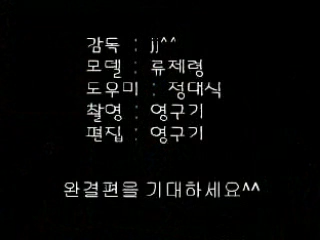 감독 : jj^^
모델 : 류제령
도우미 : 정대식
촬영 : 영구기
편집 : 영구기
완결편을 기대하세요^^